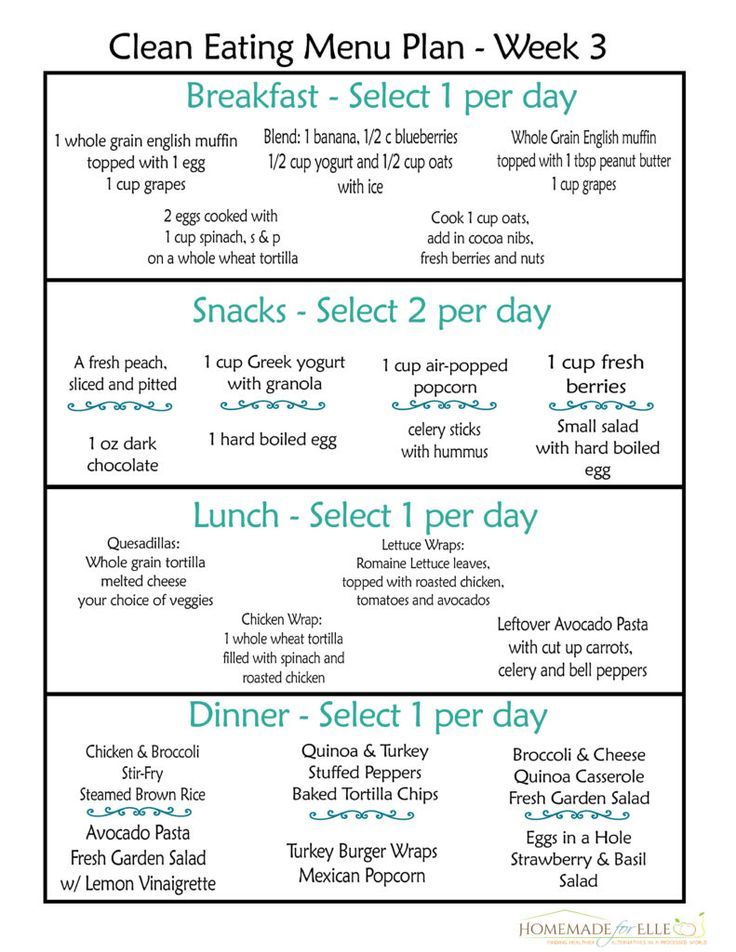 Clean Eating Menu Plan - Week 3
Breakfast - Select 1 per day
1 whole grain english muffin
topped with 1 egg
1 cup grapes
Blend: 1 banana, 1/2 c blueberries
1/2 cup yogurt and 1/2 cup oats
with ice
Whole Grain English muffin
topped with 1 tbsp peanut butter
1 cup grapes
2 eggs cooked with
1 cup spinach, s & p
on a whole wheat tortilla
Cook 1 cup oats,
add in cocoa nibs,
fresh berries and nuts
Snacks - Select 2 per day
A fresh peach,
sliced and pitted
1 cup Greek yogurt
with granola
1 cup air-popped
popcorn
1 cup fresh
berries
1 oz dark
chocolate
1 hard boiled egg
celery sticks
with hummus
Small salad
with hard boiled
egg
Lunch - Select 1 per day
Quesadillas:
Whole grain tortilla
melted cheese
your choice of veggies
Lettuce Wraps:
Romaine Lettuce leaves,
topped with roasted chicken,
tomatoes and avocados
Chicken Wrap:
1 whole wheat tortilla
filled with spinach and
roasted chicken
Leftover Avocado Pasta
with cut up carrots,
celery and bell peppers
Dinner - Select 1 per day
Chicken & Broccoli
Stir-Fry
Steamed Brown Rice
Quinoa & Turkey
Stuffed Peppers
Baked Tortilla Chips
Broccoli & Cheese
Quinoa Casserole
Fresh Garden Salad
Avocado Pasta
Fresh Garden Salad
w/ Lemon Vinaigrette
Turkey Burger Wraps
Mexican Popcorn
Eggs in a Hole
Strawberry & Basil
Salad
HOMEMADE for ELLE
FINDING HEALTHIER ALTERNATIVES IN A PROCESSED WORLD